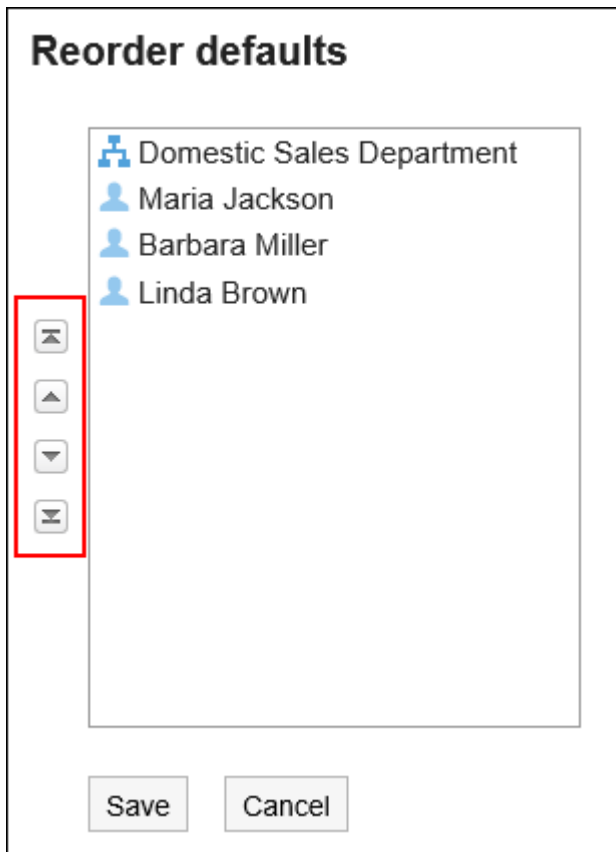 Reorder defaults
Domestic Sales Department
Maria Jackson
Barbara Miller
Linda Brown
Save Cancel